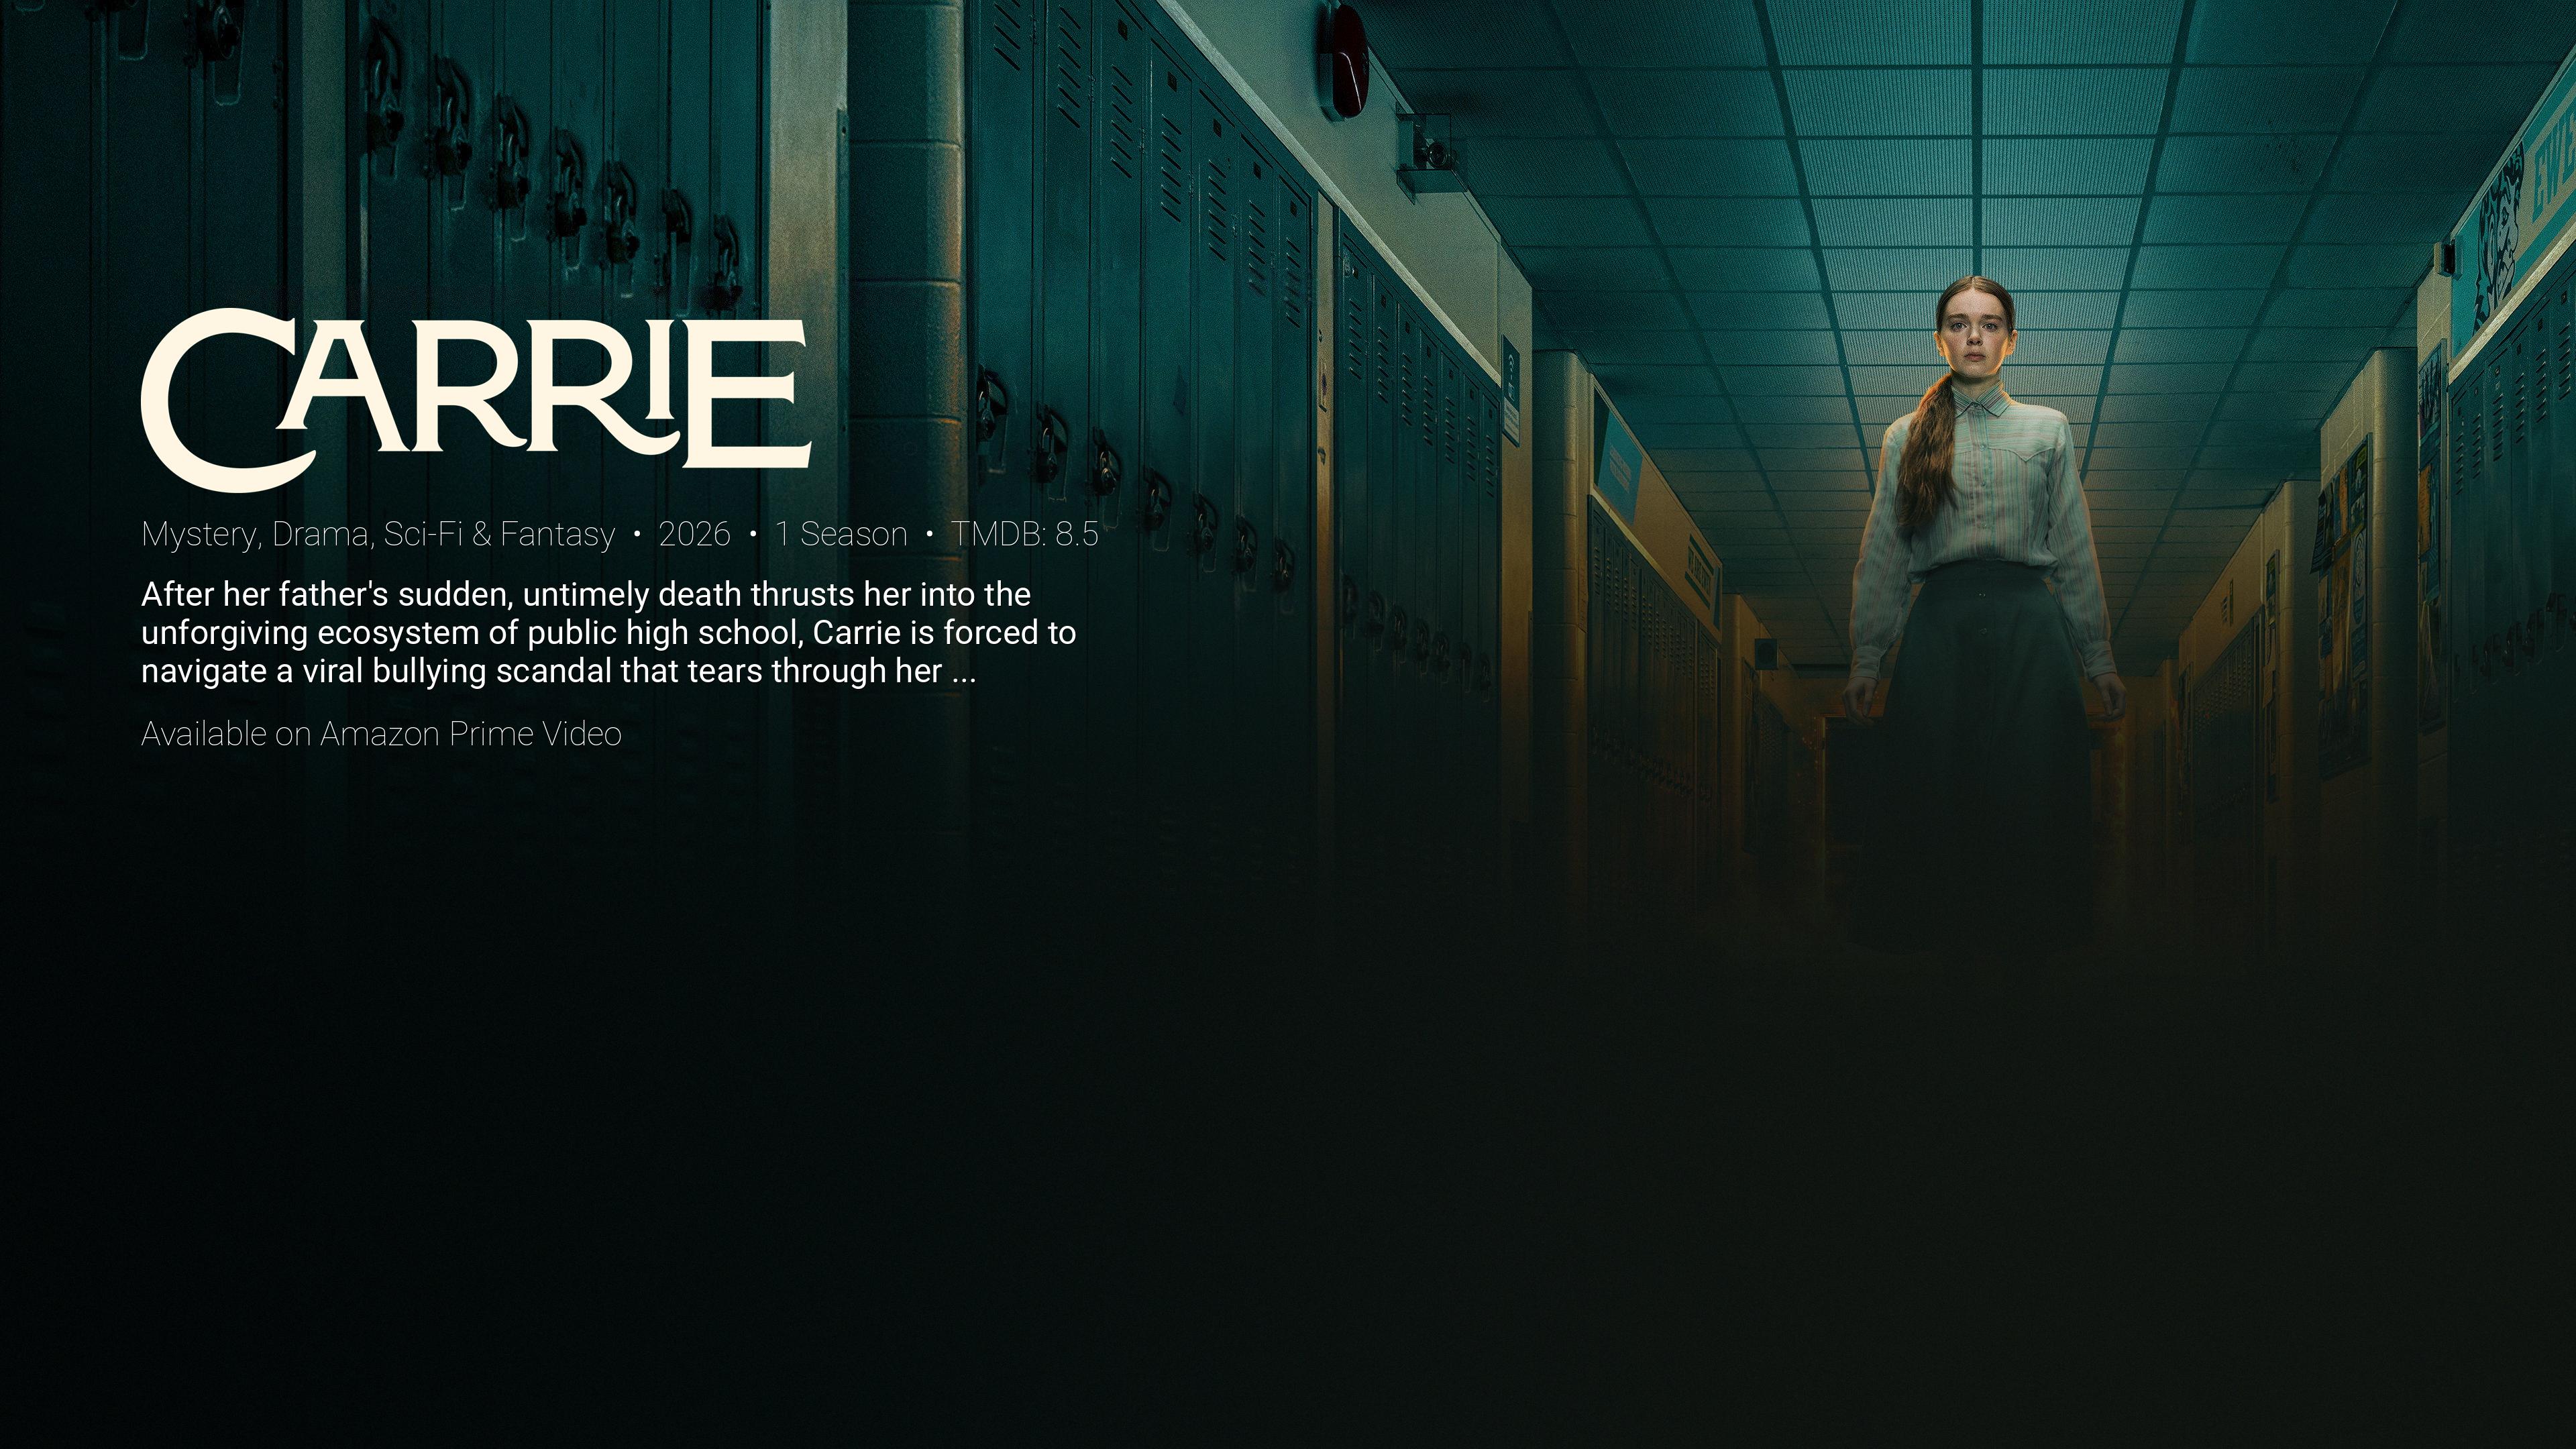 CARRIE
Mystery, Drama, Sci-Fi & Fantasy • 2026 • 1 Season • TMDB: 8.5
After her father's sudden, untimely death thrusts her into the
unforgiving ecosystem of public high school, Carrie is forced to
navigate a viral bullying scandal that tears through her ...
Available on Amazon Prime Video